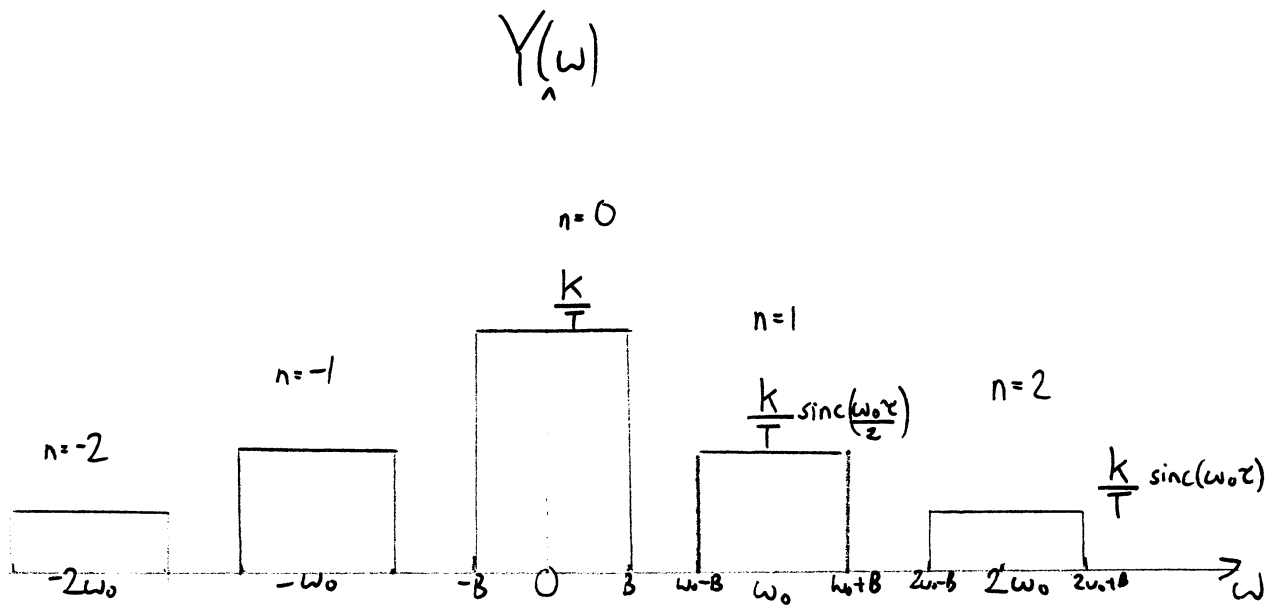 Y(ω)
n=0
K/T
n=1
n=-1
n=2
K/T sinc(ω₀τ/2)
n=-2
K/T sinc(ω₀τ)
-2ω₀ -ω₀ -B 0 B ω₀-B ω₀ ω₀+B 2ω₀-B 2ω₀ 2ω₀+B ω